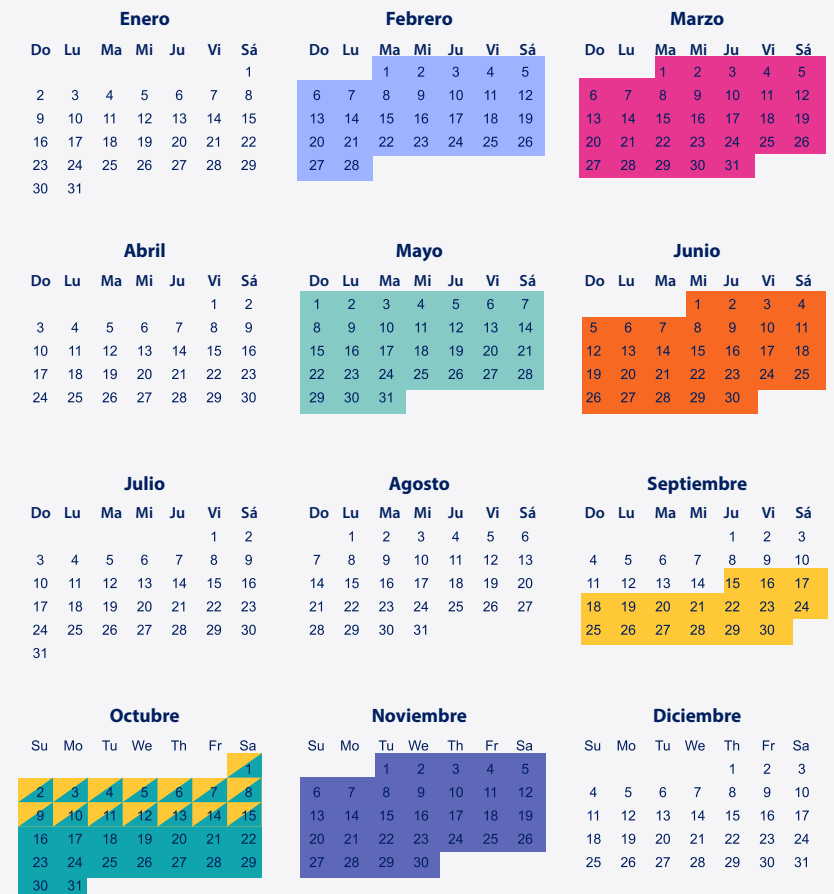 Enero Febrero Marzo
Do Lu Ma Mi Ju Vi Sá Do Lu Ma Mi Ju Vi Sá Do Lu Ma Mi Ju Vi Sá
1 1 2 3 4 5 1 2 3 4 5
2 3 4 5 6 7 8 6 7 8 9 10 11 12 6 7 8 9 10 11 12
9 10 11 12 13 14 15 13 14 15 16 17 18 19 13 14 15 16 17 18 19
16 17 18 19 20 21 22 20 21 22 23 24 25 26 20 21 22 23 24 25 26
23 24 25 26 27 28 29 27 28 27 28 29 30 31
30 31
Abril Mayo Junio
Do Lu Ma Mi Ju Vi Sá Do Lu Ma Mi Ju Vi Sá Do Lu Ma Mi Ju Vi Sá
1 2 1 2 3 4 5 6 7 1 2 3 4
3 4 5 6 7 8 9 8 9 10 11 12 13 14 5 6 7 8 9 10 11
10 11 12 13 14 15 16 15 16 17 18 19 20 21 12 13 14 15 16 17 18
17 18 19 20 21 22 23 22 23 24 25 26 27 28 19 20 21 22 23 24 25
24 25 26 27 28 29 30 29 30 31 26 27 28 29 30
Julio Agosto Septiembre
Do Lu Ma Mi Ju Vi Sá Do Lu Ma Mi Ju Vi Sá Do Lu Ma Mi Ju Vi Sá
1 2 1 2 3 4 5 6 1 2 3
3 4 5 6 7 8 9 7 8 9 10 11 12 13 4 5 6 7 8 9 10
10 11 12 13 14 15 16 14 15 16 17 18 19 20 11 12 13 14 15 16 17
17 18 19 20 21 22 23 21 22 23 24 25 26 27 18 19 20 21 22 23 24
24 25 26 27 28 29 30 28 29 30 31 25 26 27 28 29 30
31
Octubre Noviembre Diciembre
Su Mo Tu We Th Fr Sa Su Mo Tu We Th Fr Sa Su Mo Tu We Th Fr Sa
1 1 2 3 4 5 1 2 3
2 3 4 5 6 7 8 6 7 8 9 10 11 12 4 5 6 7 8 9 10
9 10 11 12 13 14 15 13 14 15 16 17 18 19 11 12 13 14 15 16 17
16 17 18 19 20 21 22 20 21 22 23 24 25 26 18 19 20 21 22 23 24
23 24 25 26 27 28 29 27 28 29 30 25 26 27 28 29 30 31
30 31